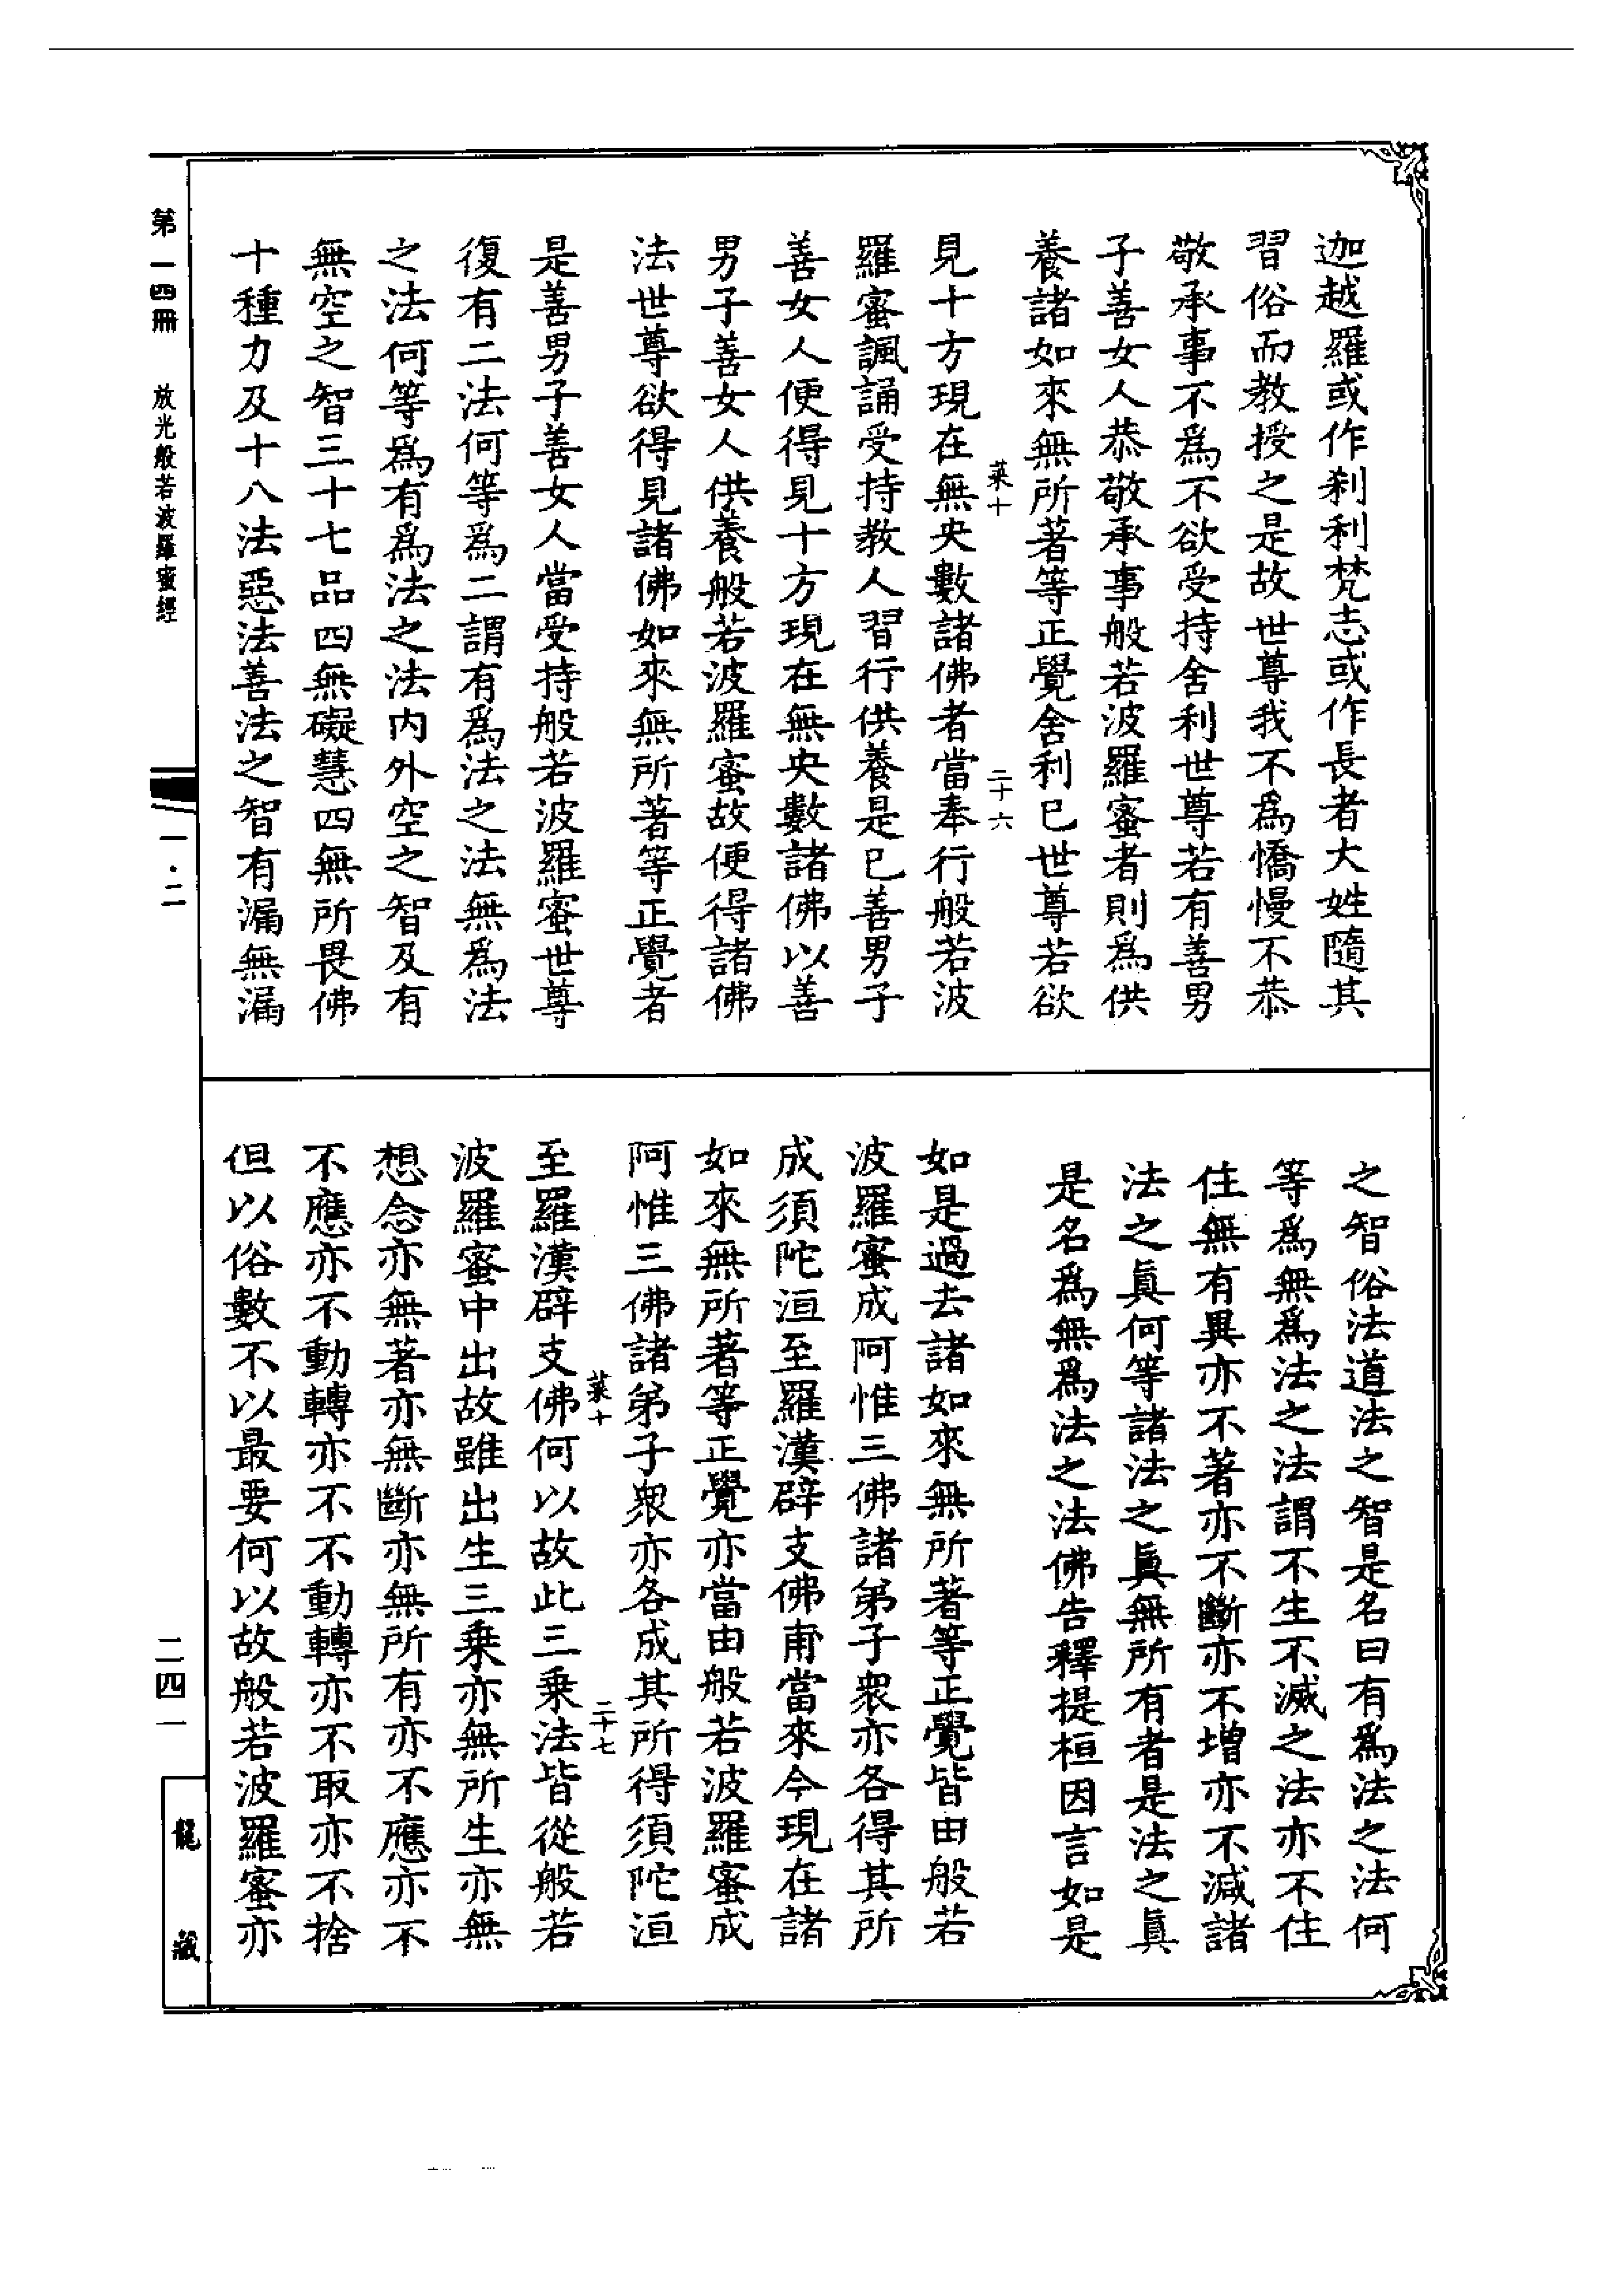 迦越羅或作刹利梵志或作長者大姓隨其
習俗而教授之是故世尊我不爲憍慢不恭
敬承事不爲不欲受持舍利世尊若有善男
子善女人恭敬承事般若波羅蜜者則爲供
養諸如來無所著等正覺舍利已世尊若欲
菜十
二十六
見十方現在無央數諸佛者當奉行般若波
羅蜜諷誦受持教人習行供養是已善男子
善女人便得見十方現在無央數諸佛以善
男子善女人供養般若波羅蜜故便得諸佛
法世尊欲得見諸佛如來無所著等正覺者
是善男子善女人當受持般若波羅蜜世尊
復有二法何等爲二謂有爲法之法無爲法
之法何等爲有爲法之法内外空之智及有
無空之智三十七品四無礙慧四無所畏佛
十種力及十八法惡法善法之智有漏無漏
之智俗法道法之智是名曰有爲法之法何
等爲無爲法之法謂不生不滅之法亦不住
住無有異亦不著亦不斷亦不增亦不減諸
法之眞何等諸法之眞無所有者是法之眞
是名爲無爲法之法佛告釋提桓因言如是
如是過去諸如來無所著等正覺皆由般若
波羅蜜成阿惟三佛諸弟子衆亦各得其所
成須陀洹至羅漢辟支佛甫當來今現在諸
如來無所著等正覺亦當由般若波羅蜜成
阿惟三佛諸弟子衆亦各成其所得須陀洹
菜十
二十七
至羅漢辟支佛何以故此三乗法皆從般若
波羅蜜中出故雖出生三乗亦無所生亦無
想念亦無著亦無斷亦無所有亦不應亦不
不應亦不動轉亦不不動轉亦不取亦不捨
但以俗數不以最要何以故般若波羅蜜亦
第一四冊
放光般若波羅蜜經
一・二
二四一
龍藏